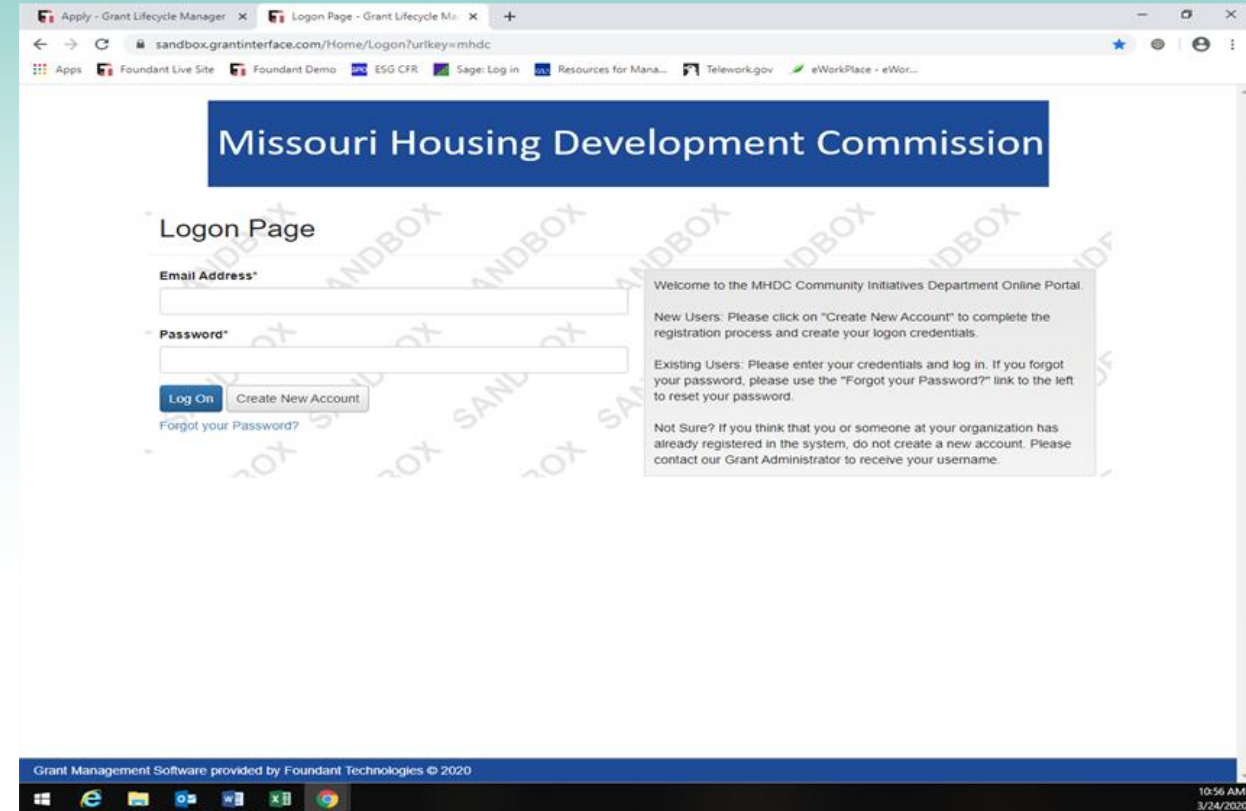 Apply - Grant Lifecycle Manager
Logon Page - Grant Lifecycle Ma
sandbox.grantinterface.com/Home/Logon?urlkey=mhdc
Apps Foundant Live Site Foundant Demo ESG CFR Sage: Log in Resources for Mana... Telework.gov eWorkPlace - eWor...
Missouri Housing Development Commission
Logon Page
Email Address*
Password*
Log On Create New Account
Forgot your Password?
Welcome to the MHDC Community Initiatives Department Online Portal.
New Users: Please click on "Create New Account" to complete the
registration process and create your logon credentials.
Existing Users: Please enter your credentials and log in. If you forgot
your password, please use the "Forgot your Password?" link to the left
to reset your password.
Not Sure? If you think that you or someone at your organization has
already registered in the system, do not create a new account. Please
contact our Grant Administrator to receive your username.
SANDBOX
Grant Management Software provided by Foundant Technologies © 2020
10:56 AM
3/24/2020